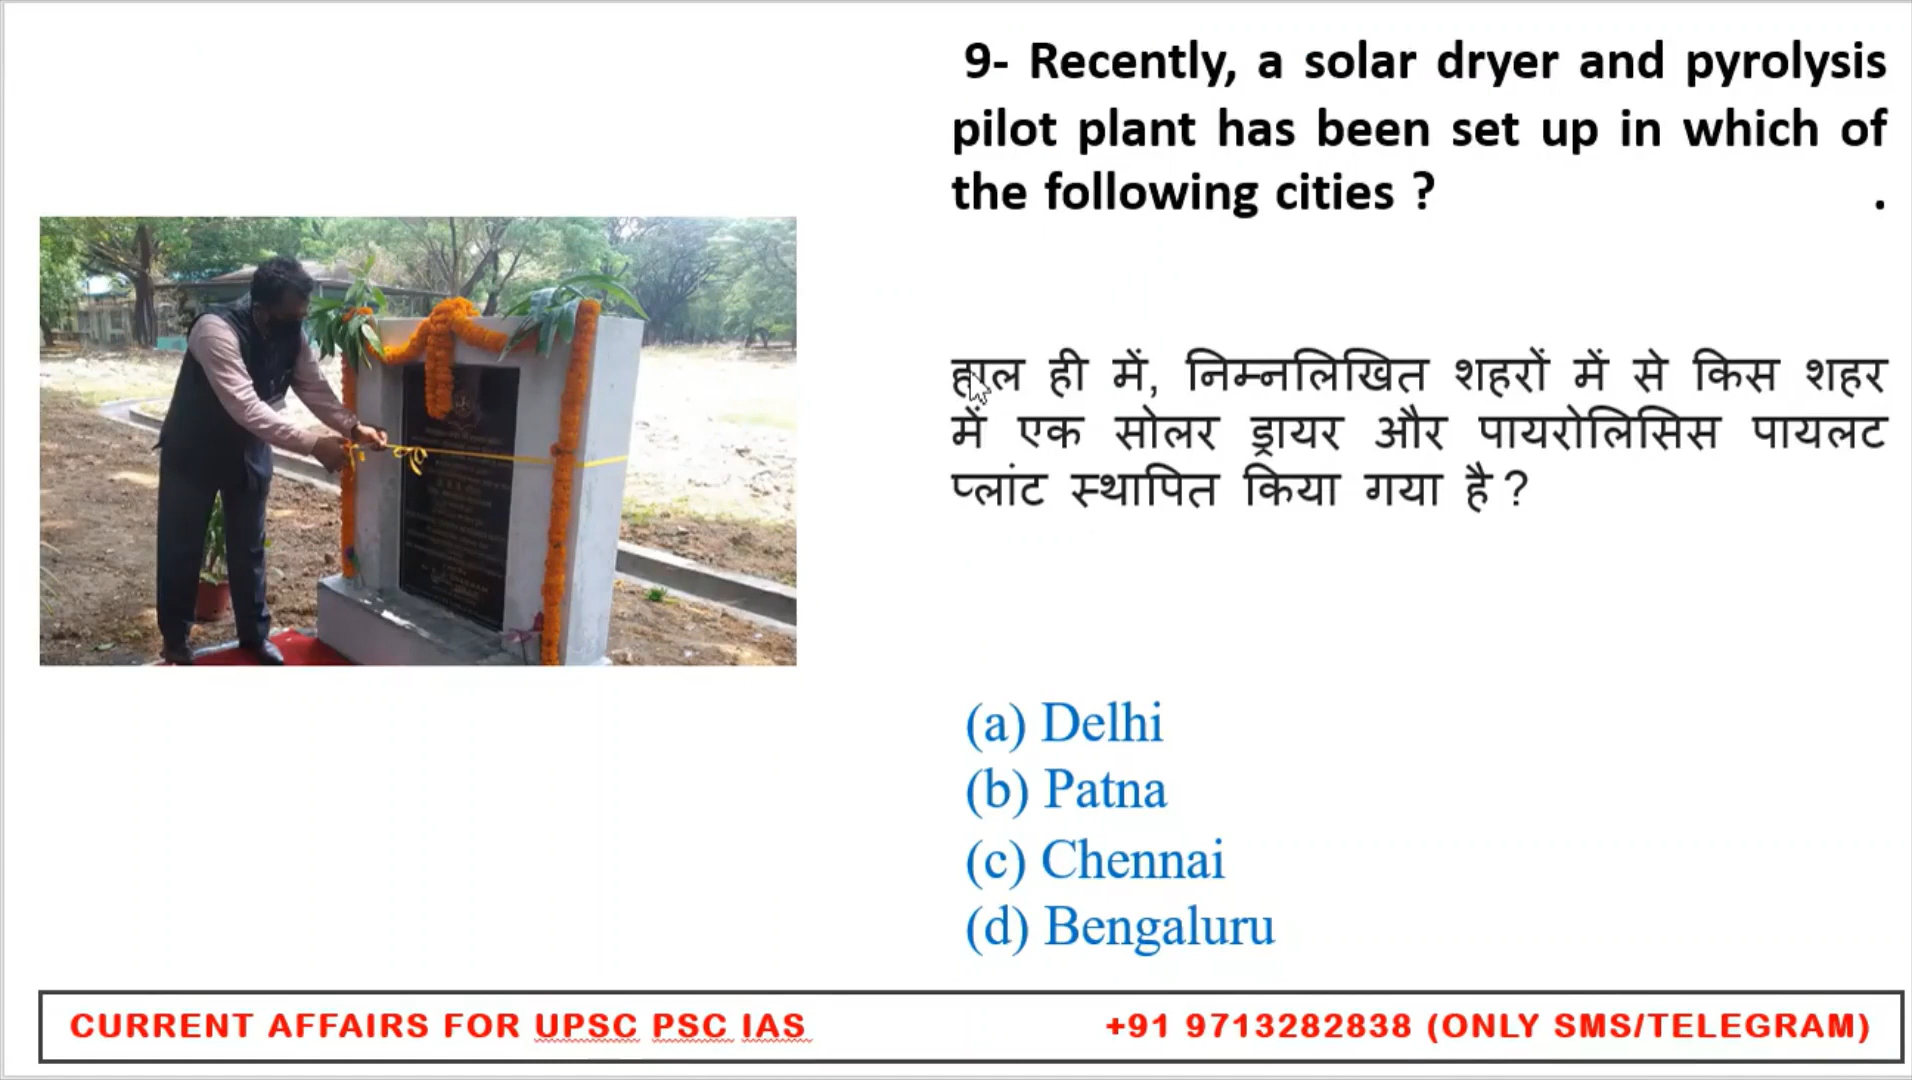 9- Recently, a solar dryer and pyrolysis
pilot plant has been set up in which of
the following cities ? .
हाल ही में, निम्नलिखित शहरों में से किस शहर
में एक सोलर ड्रायर और पायरोलिसिस पायलट
प्लांट स्थापित किया गया है ?
(a) Delhi
(b) Patna
(c) Chennai
(d) Bengaluru
CURRENT AFFAIRS FOR UPSC PSC IAS +91 9713282838 (ONLY SMS/TELEGRAM)